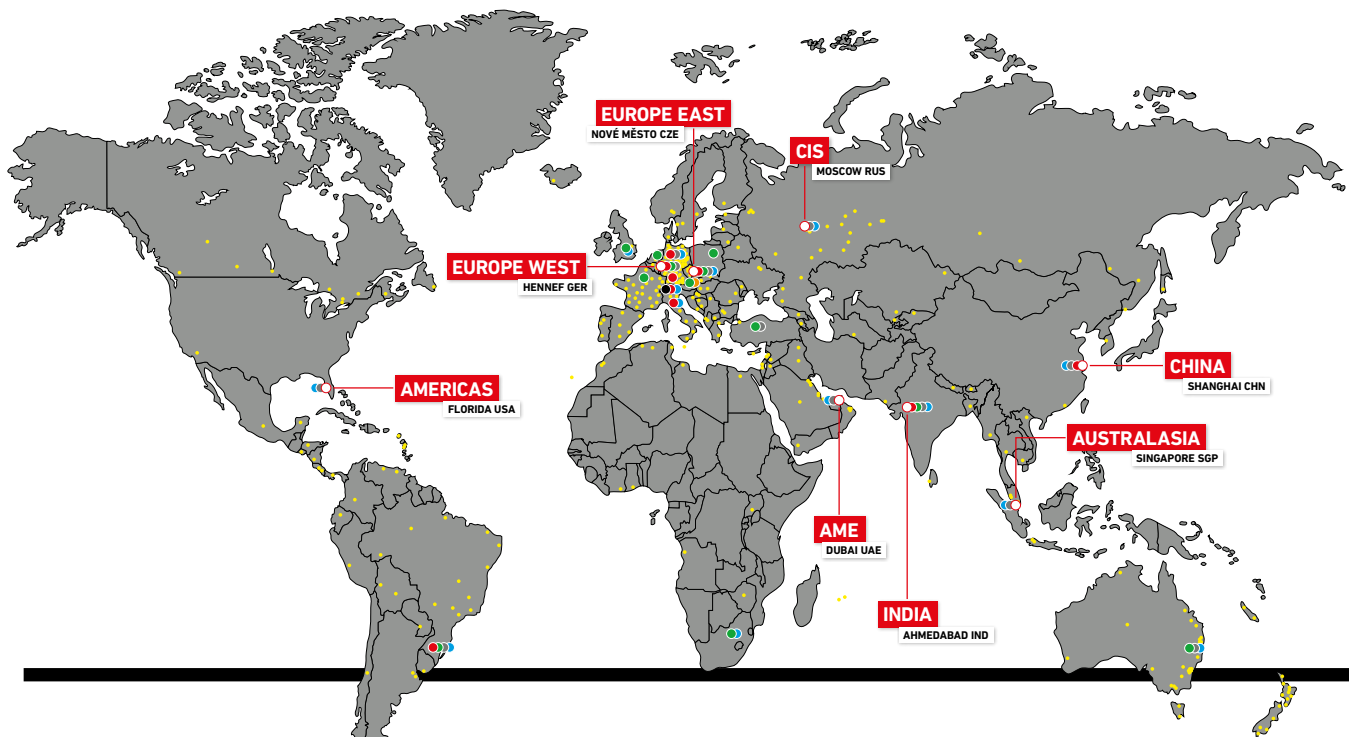 EUROPE EAST
NOVÉ MĚSTO CZE
CIS
MOSCOW RUS
EUROPE WEST
HENNEF GER
AMERICAS
FLORIDA USA
CHINA
SHANGHAI CHN
AUSTRALASIA
SINGAPORE SGP
AME
DUBAI UAE
INDIA
AHMEDABAD IND